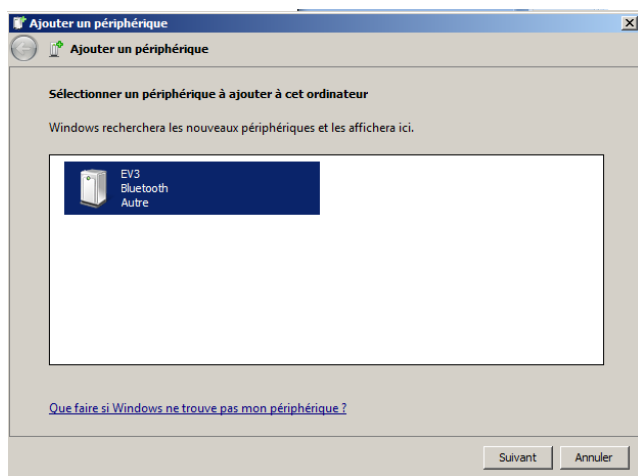 Ajouter un périphérique
Ajouter un périphérique
Sélectionner un périphérique à ajouter à cet ordinateur
Windows recherchera les nouveaux périphériques et les affichera ici.
EV3
Bluetooth
Autre
Que faire si Windows ne trouve pas mon périphérique ?
Suivant Annuler